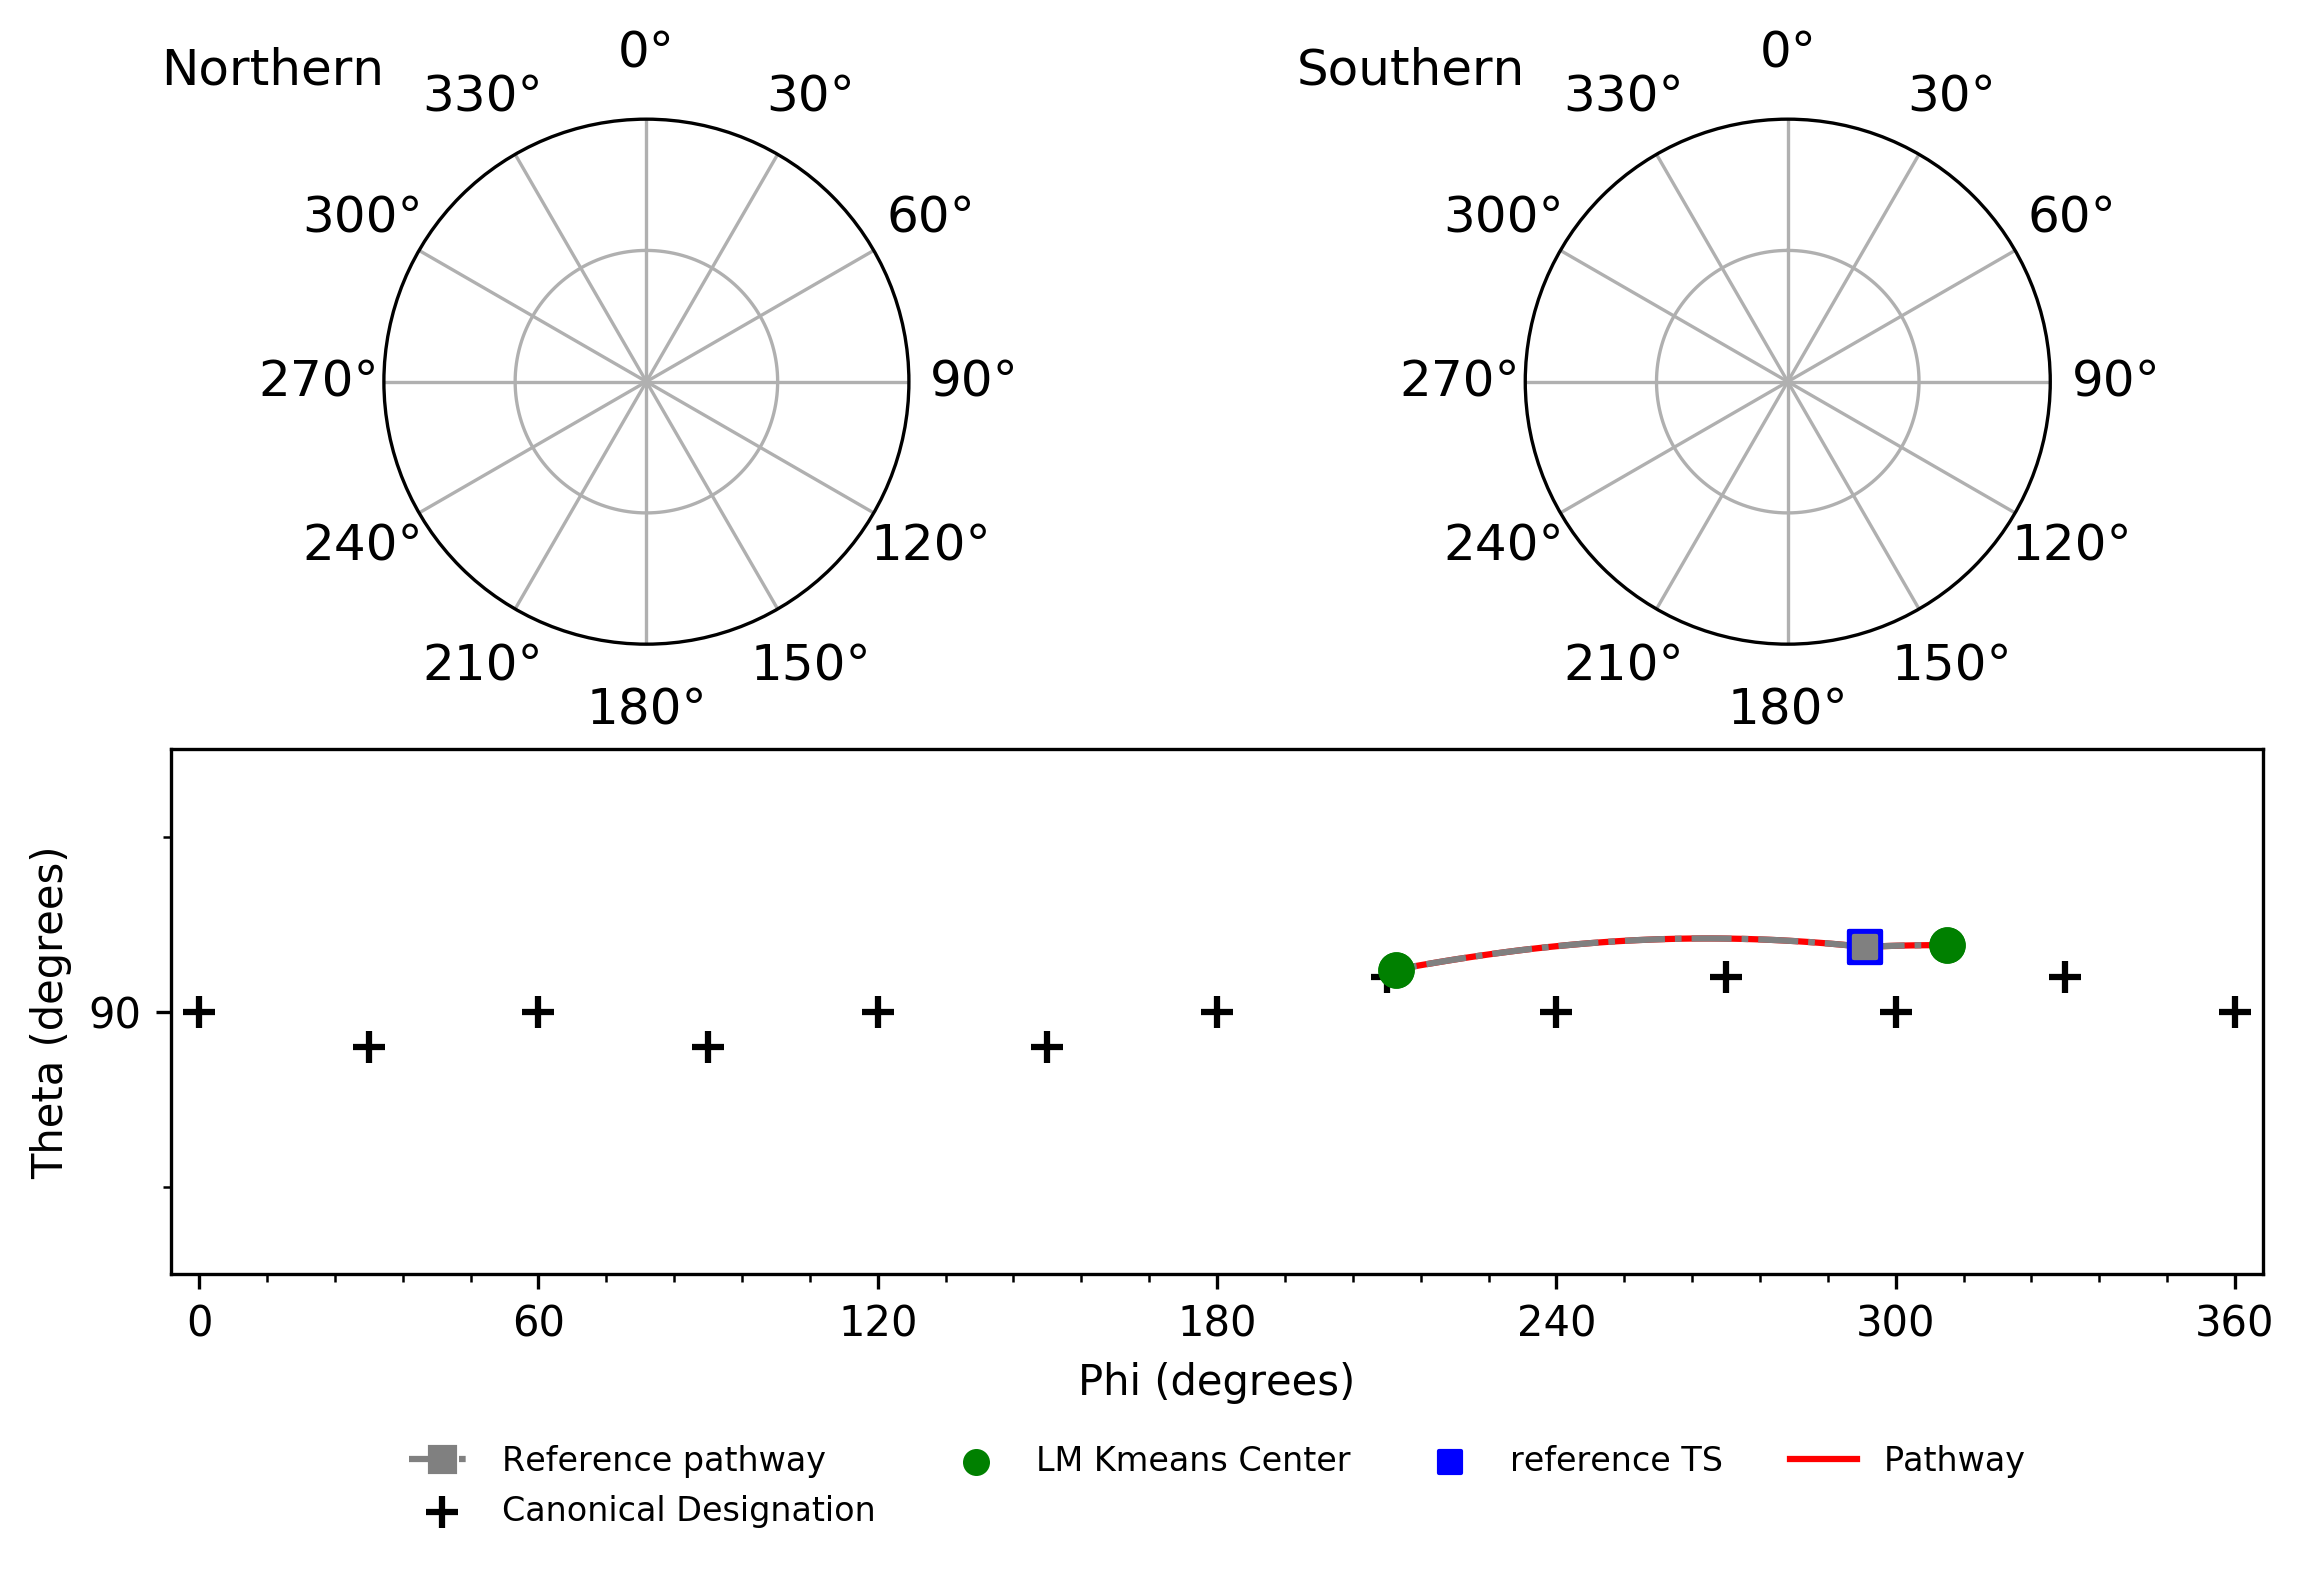 Northern
0°
30°
60°
90°
120°
150°
180°
210°
240°
270°
300°
330°
Southern
0°
30°
60°
90°
120°
150°
180°
210°
240°
270°
300°
330°
Theta (degrees)
90
0 60 120 180 240 300 360
Phi (degrees)
Reference pathway
Canonical Designation
LM Kmeans Center
reference TS
Pathway